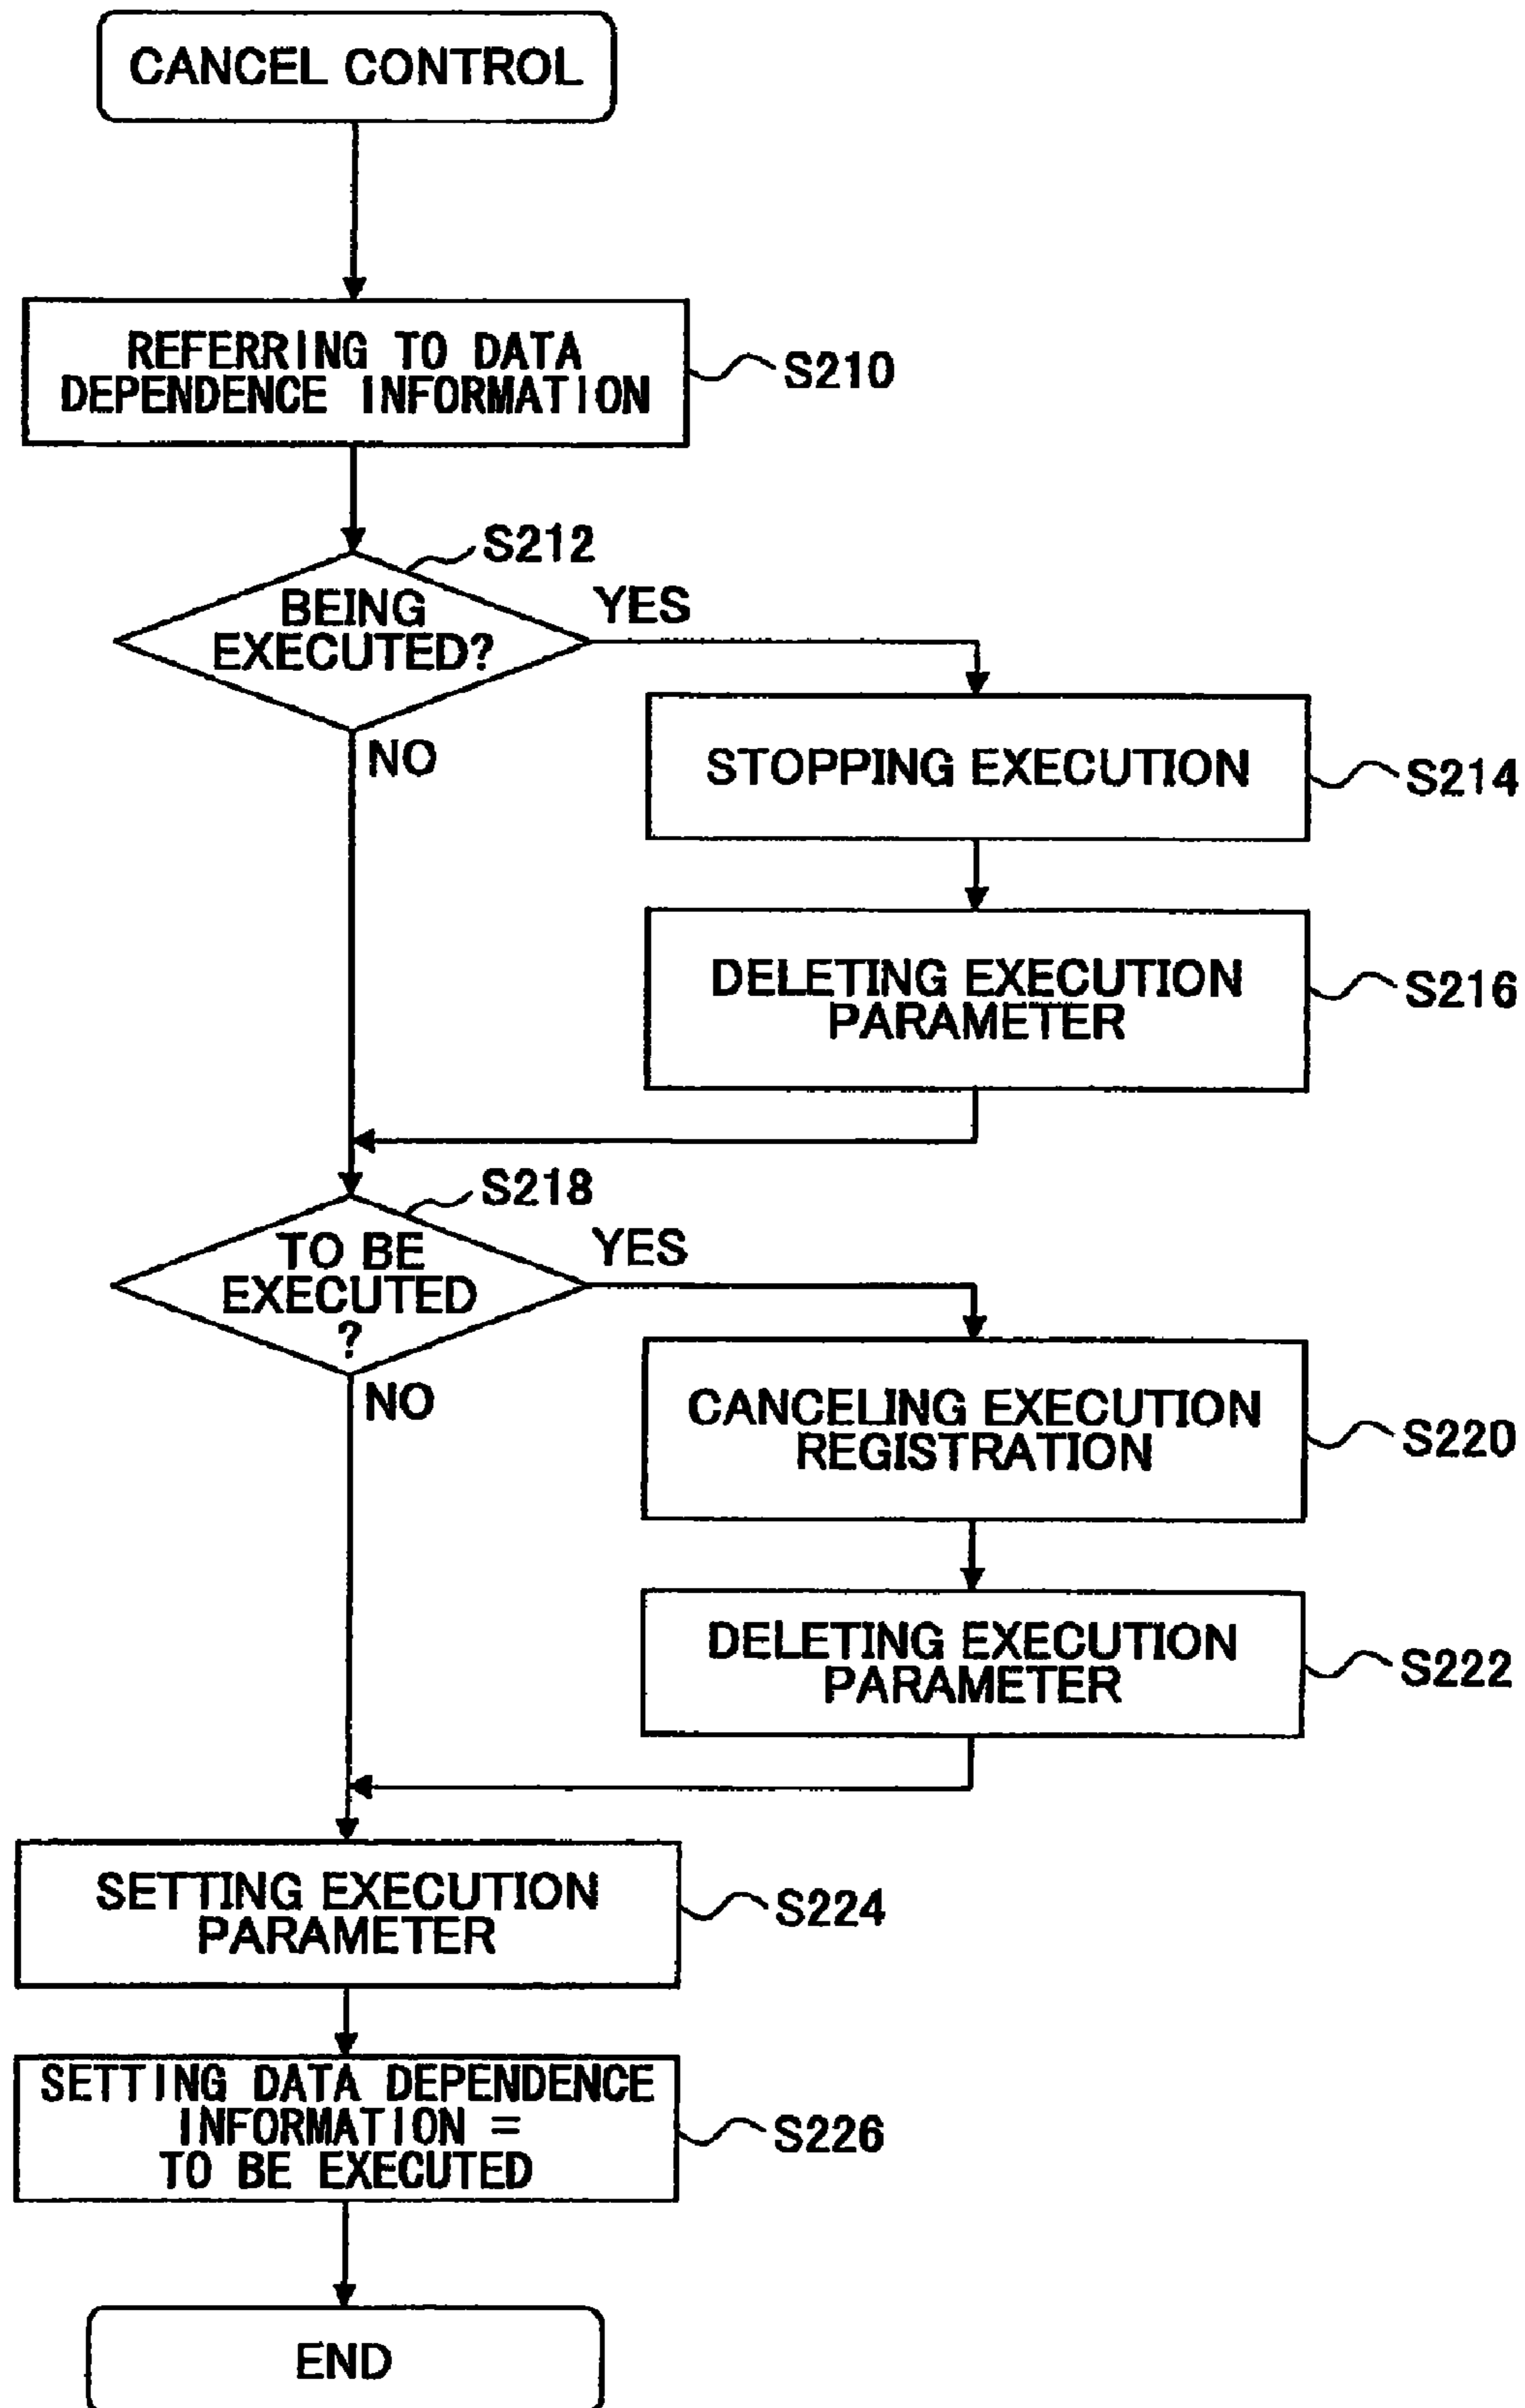 CANCEL CONTROL
REFERRING TO DATA
DEPENDENCE INFORMATION
S210
S212
BEING
EXECUTED?
YES
NO
STOPPING EXECUTION
S214
DELETING EXECUTION
PARAMETER
S216
S218
TO BE
EXECUTED
?
YES
NO
CANCELING EXECUTION
REGISTRATION
S220
DELETING EXECUTION
PARAMETER
S222
SETTING EXECUTION
PARAMETER
S224
SETTING DATA DEPENDENCE
INFORMATION =
TO BE EXECUTED
S226
END